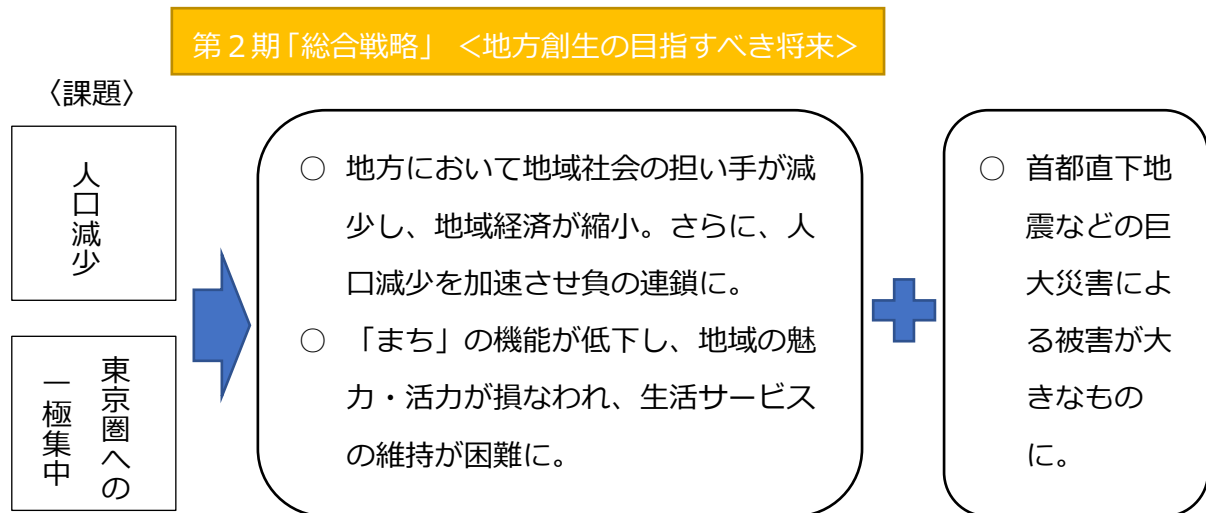 第２期「総合戦略」 ＜地方創生の目指すべき将来＞
〈課題〉
人口減少
東京圏への
一極集中
○ 地方において地域社会の担い手が減
少し、地域経済が縮小。さらに、人
口減少を加速させ負の連鎖に。
○ 「まち」の機能が低下し、地域の魅
力・活力が損なわれ、生活サービス
の維持が困難に。
○ 首都直下地
震などの巨
大災害によ
る被害が大
きなもの
に。